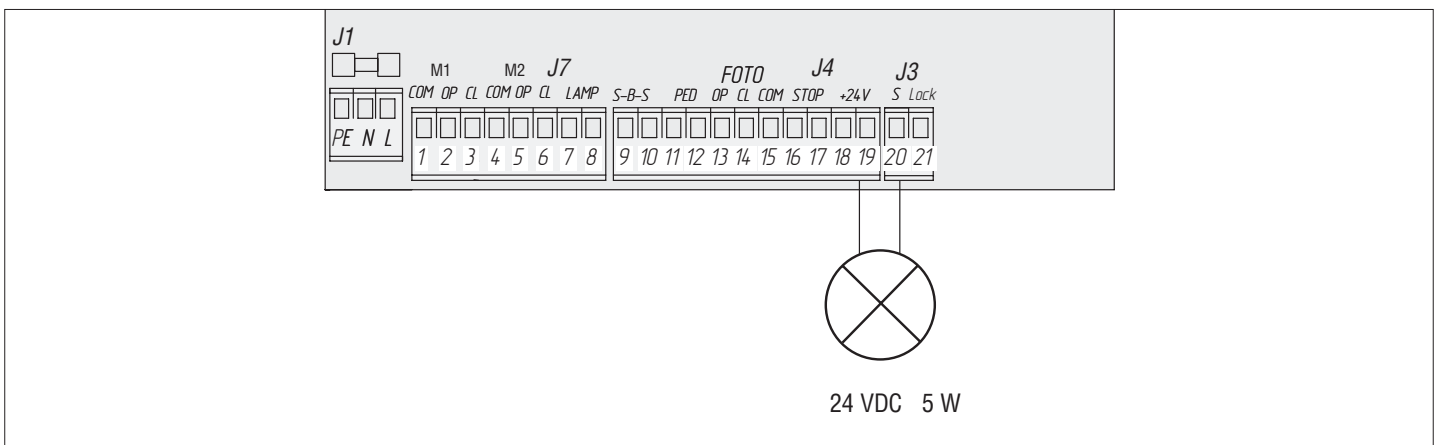 J1
M1 M2 J7 FOTO J4 J3
COM OP CL COM OP CL LAMP S-B-S PED OP CL COM STOP +24V S Lock
PE N L
1 2 3 4 5 6 7 8 9 10 11 12 13 14 15 16 17 18 19 20 21
24 VDC 5 W